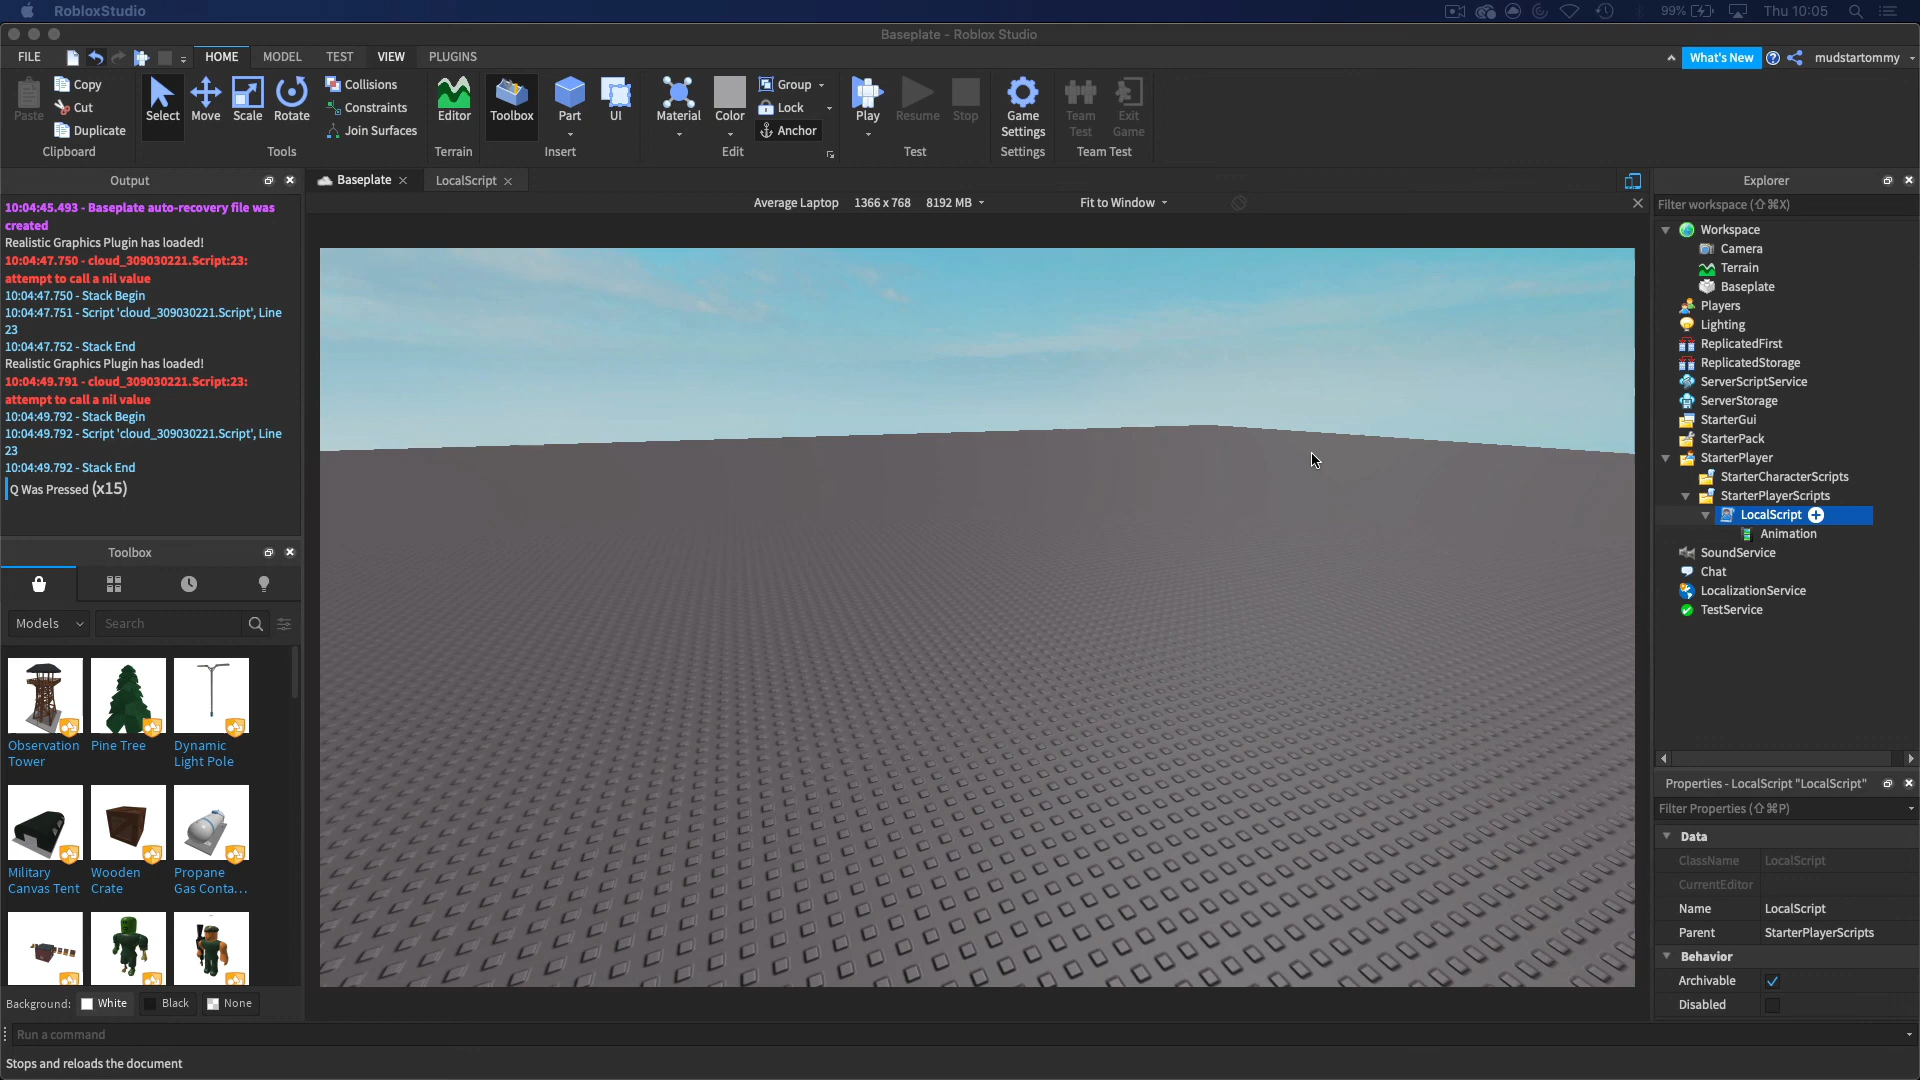 RobloxStudio
99%
Thu 10:05
Baseplate - Roblox Studio
FILE
HOME
MODEL
TEST
VIEW
PLUGINS
What's New
mudstartommy
Paste
Copy
Cut
Duplicate
Clipboard
Select
Move
Scale
Rotate
Collisions
Constraints
Join Surfaces
Tools
Editor
Terrain
Toolbox
Part
UI
Insert
Material
Color
Group
Lock
Anchor
Edit
Play
Resume
Stop
Test
Game
Settings
Settings
Team
Test
Exit
Game
Team Test
Output
10:04:45.493 - Baseplate auto-recovery file was
created
Realistic Graphics Plugin has loaded!
10:04:47.750 - cloud_309030221.Script:23:
attempt to call a nil value
10:04:47.750 - Stack Begin
10:04:47.751 - Script 'cloud_309030221.Script', Line
23
10:04:47.752 - Stack End
Realistic Graphics Plugin has loaded!
10:04:49.791 - cloud_309030221.Script:23:
attempt to call a nil value
10:04:49.792 - Stack Begin
10:04:49.792 - Script 'cloud_309030221.Script', Line
23
10:04:49.792 - Stack End
Q Was Pressed (x15)
Toolbox
Models
Search
Observation
Tower
Pine Tree
Dynamic
Light Pole
Military
Canvas Tent
Wooden
Crate
Propane
Gas Conta...
Background:
White
Black
None
Baseplate
LocalScript
Average Laptop
1366 x 768
8192 MB
Fit to Window
Explorer
Filter workspace (⇧⌘X)
Workspace
Camera
Terrain
Baseplate
Players
Lighting
ReplicatedFirst
ReplicatedStorage
ServerScriptService
ServerStorage
StarterGui
StarterPack
StarterPlayer
StarterCharacterScripts
StarterPlayerScripts
LocalScript
Animation
SoundService
Chat
LocalizationService
TestService
Properties - LocalScript "LocalScript"
Filter Properties (⇧⌘P)
Data
ClassName LocalScript
CurrentEditor
Name LocalScript
Parent StarterPlayerScripts
Behavior
Archivable
Disabled
Run a command
Stops and reloads the document